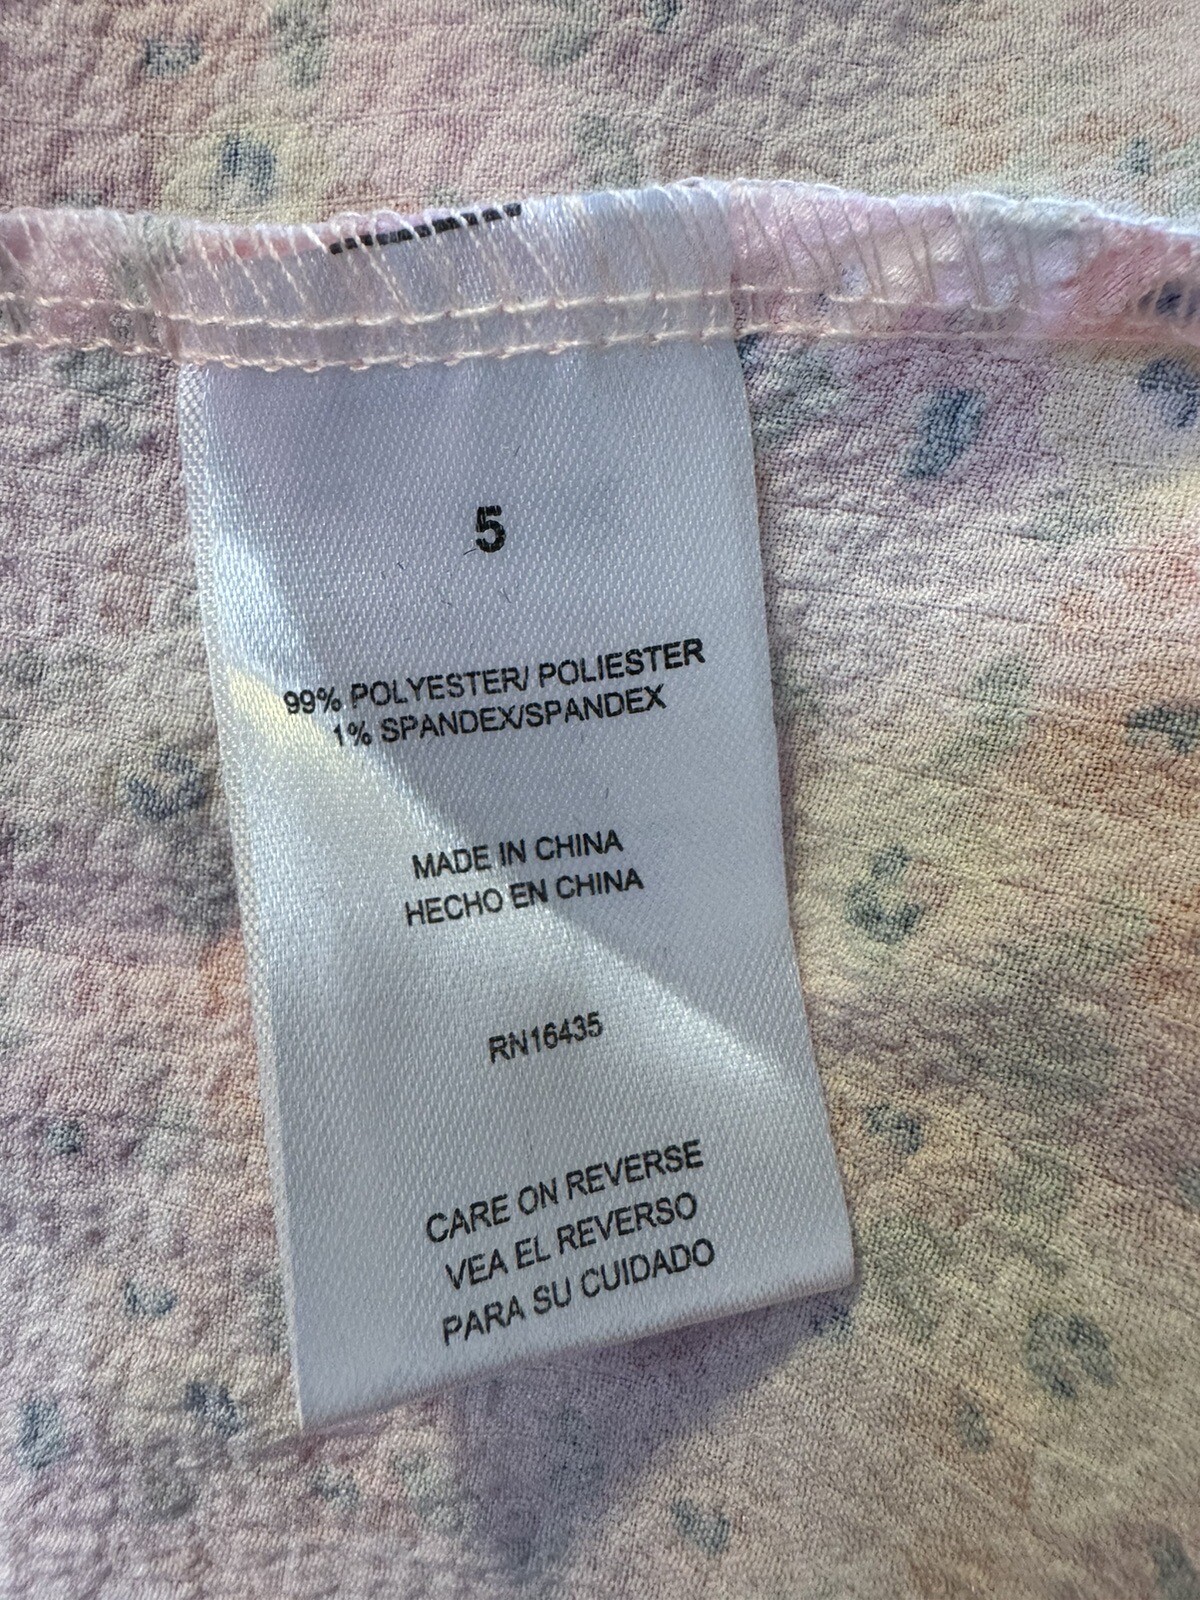 5
99% POLYESTER/ POLIESTER
1% SPANDEX/SPANDEX
MADE IN CHINA
HECHO EN CHINA
RN16435
CARE ON REVERSE
VEA EL REVERSO
PARA SU CUIDADO